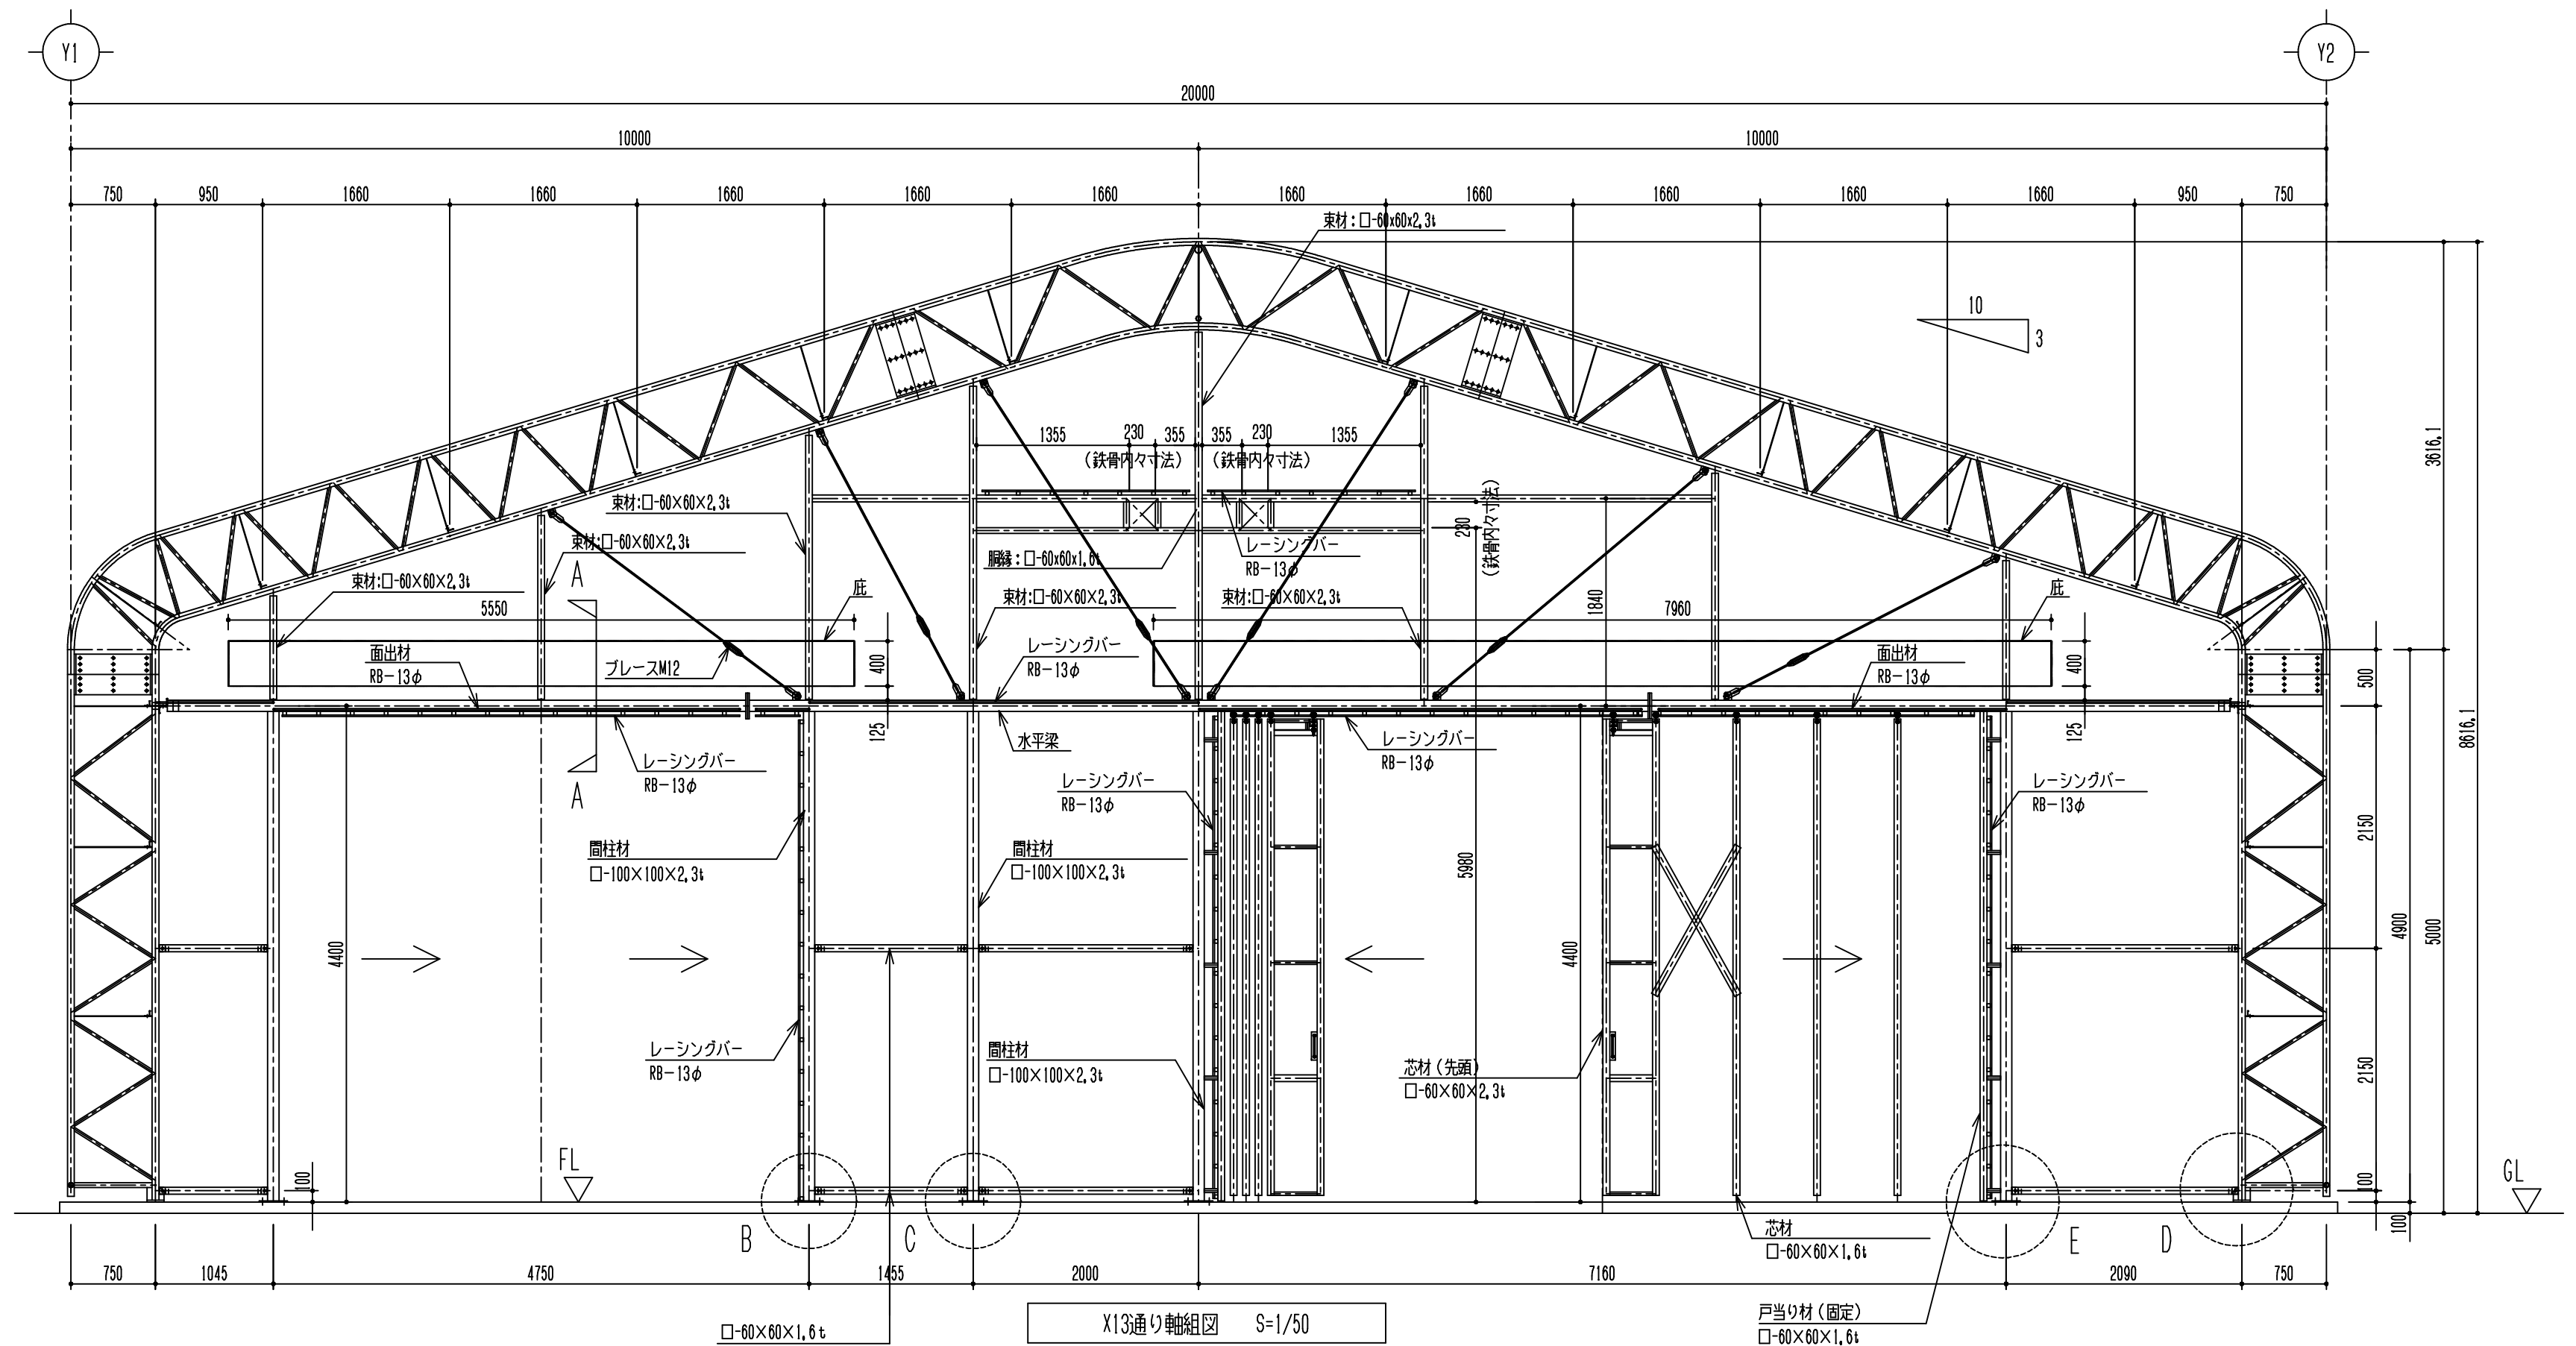 Y1
Y2
20000
10000
10000
750
950
1660
1660
1660
1660
1660
1660
1660
1660
1660
1660
950
750
束材：□-60x60x2,3t
10
3
3616.1
1355
230
355
355
230
1355
（鉄骨内々寸法）
（鉄骨内々寸法）
束材:□-60×60×2,3t
束材:□-60×60×2,3t
束材:□-60×60×2,3t
胴縁：□-60x60x1,6t
レーシングバー
RB−13φ
230
（鉄骨内々寸法）
A
庇
庇
5550
束材:□-60×60×2,3t
束材:□-60×60×2,3t
1840
7960
面出材
RB−13φ
ブレースM12
400
レーシングバー
RB−13φ
面出材
RB−13φ
400
500
125
水平梁
125
8616.1
レーシングバー
RB−13φ
A
レーシングバー
RB−13φ
レーシングバー
RB−13φ
レーシングバー
RB−13φ
間柱材
□-100×100×2,3t
間柱材
□-100×100×2,3t
5980
2150
4400
4400
4900
5000
レーシングバー
RB−13φ
間柱材
□-100×100×2,3t
芯材（先頭）
□-60×60×2,3t
2150
FL
100
100
GL
100
B
C
芯材
□-60×60×1,6t
E
D
750
1045
4750
1455
2000
7160
2090
750
□-60×60×1,6t
X13通り軸組図 S=1/50
戸当り材（固定）
□-60×60×1,6t